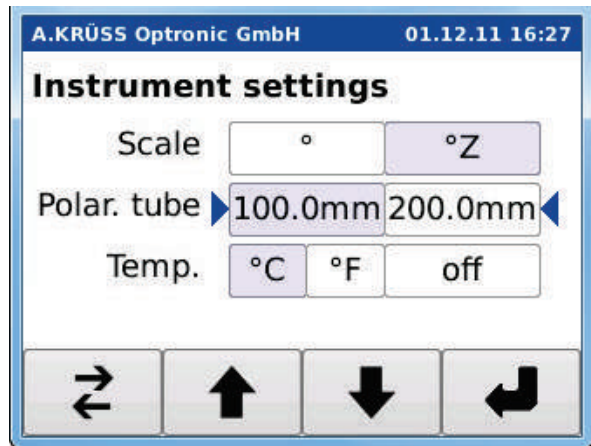 A.KRÜSS Optronic GmbH 01.12.11 16:27
Instrument settings
Scale ° °Z
Polar. tube 100.0mm 200.0mm
Temp. °C °F off